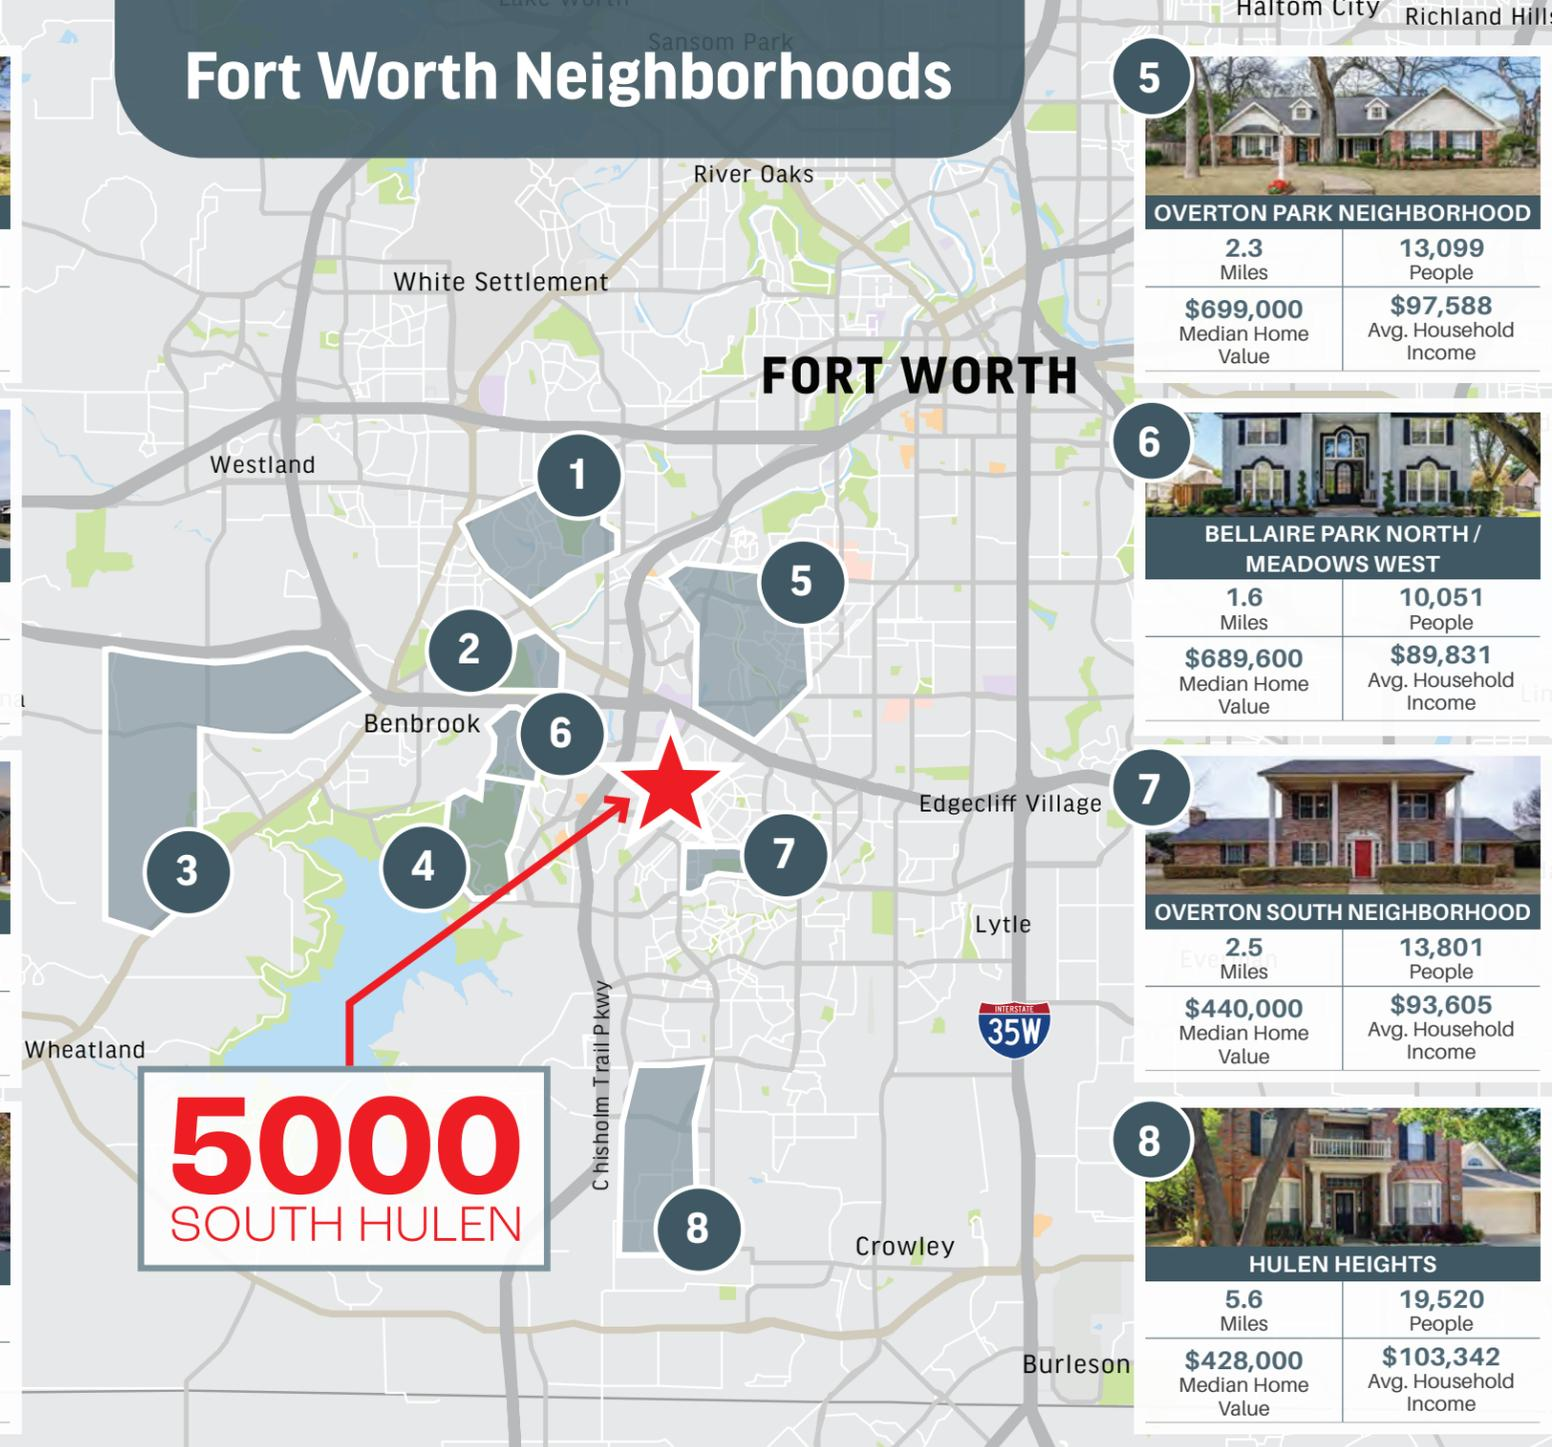 Lake Worth
Sansom Park
Fort Worth Neighborhoods
Haltom City
Richland Hills
River Oaks
White Settlement
FORT WORTH
Westland
1
2
5
Benbrook
6
3
4
7
Edgecliff Village
Lytle
Wheatland
Chisholm Trail Pkwy
INTERSTATE
35W
5000
SOUTH HULEN
8
Crowley
Burleson
5
OVERTON PARK NEIGHBORHOOD
2.3
Miles
13,099
People
$699,000
Median Home
Value
$97,588
Avg. Household
Income
6
BELLAIRE PARK NORTH /
MEADOWS WEST
1.6
Miles
10,051
People
$689,600
Median Home
Value
$89,831
Avg. Household
Income
7
OVERTON SOUTH NEIGHBORHOOD
2.5
Miles
13,801
People
$440,000
Median Home
Value
$93,605
Avg. Household
Income
8
HULEN HEIGHTS
5.6
Miles
19,520
People
$428,000
Median Home
Value
$103,342
Avg. Household
Income